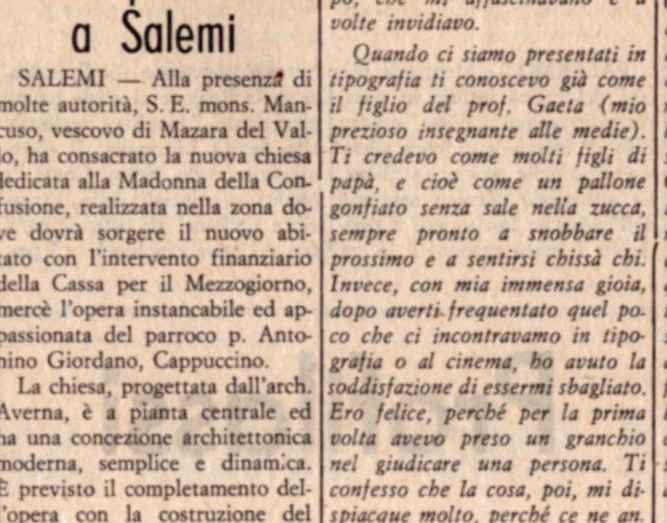 a Salemi
SALEMI — Alla presenza di
molte autorità, S. E. mons. Man-
cuso, vescovo di Mazara del Val-
lo, ha consacrato la nuova chiesa
dedicata alla Madonna della Con-
fusione, realizzata nella zona do-
ve dovrà sorgere il nuovo abi-
tato con l'intervento finanziario
della Cassa per il Mezzogiorno,
mercè l'opera instancabile ed ap-
passionata del parroco p. Anto-
nino Giordano, Cappuccino.
La chiesa, progettata dall'arch.
Averna, è a pianta centrale ed
ha una concezione architettonica
moderna, semplice e dinamica.
È previsto il completamento del-
l'opera con la costruzione del
po, che mi affascinavano e a
volte invidiavo.
Quando ci siamo presentati in
tipografia ti conoscevo già come
il figlio del prof. Gaeta (mio
prezioso insegnante alle medie).
Ti credevo come molti figli di
papà, e cioè come un pallone
gonfiato senza sale nella zucca,
sempre pronto a snobbare il
prossimo e a sentirsi chissà chi.
Invece, con mia immensa gioia,
dopo averti frequentato quel po-
co che ci incontravamo in tipo-
grafia o al cinema, ho avuto la
soddisfazione di essermi sbagliato.
Ero felice, perché per la prima
volta avevo preso un granchio
nel giudicare una persona. Ti
confesso che la cosa, poi, mi di-
spiacque molto, perché ce ne an-